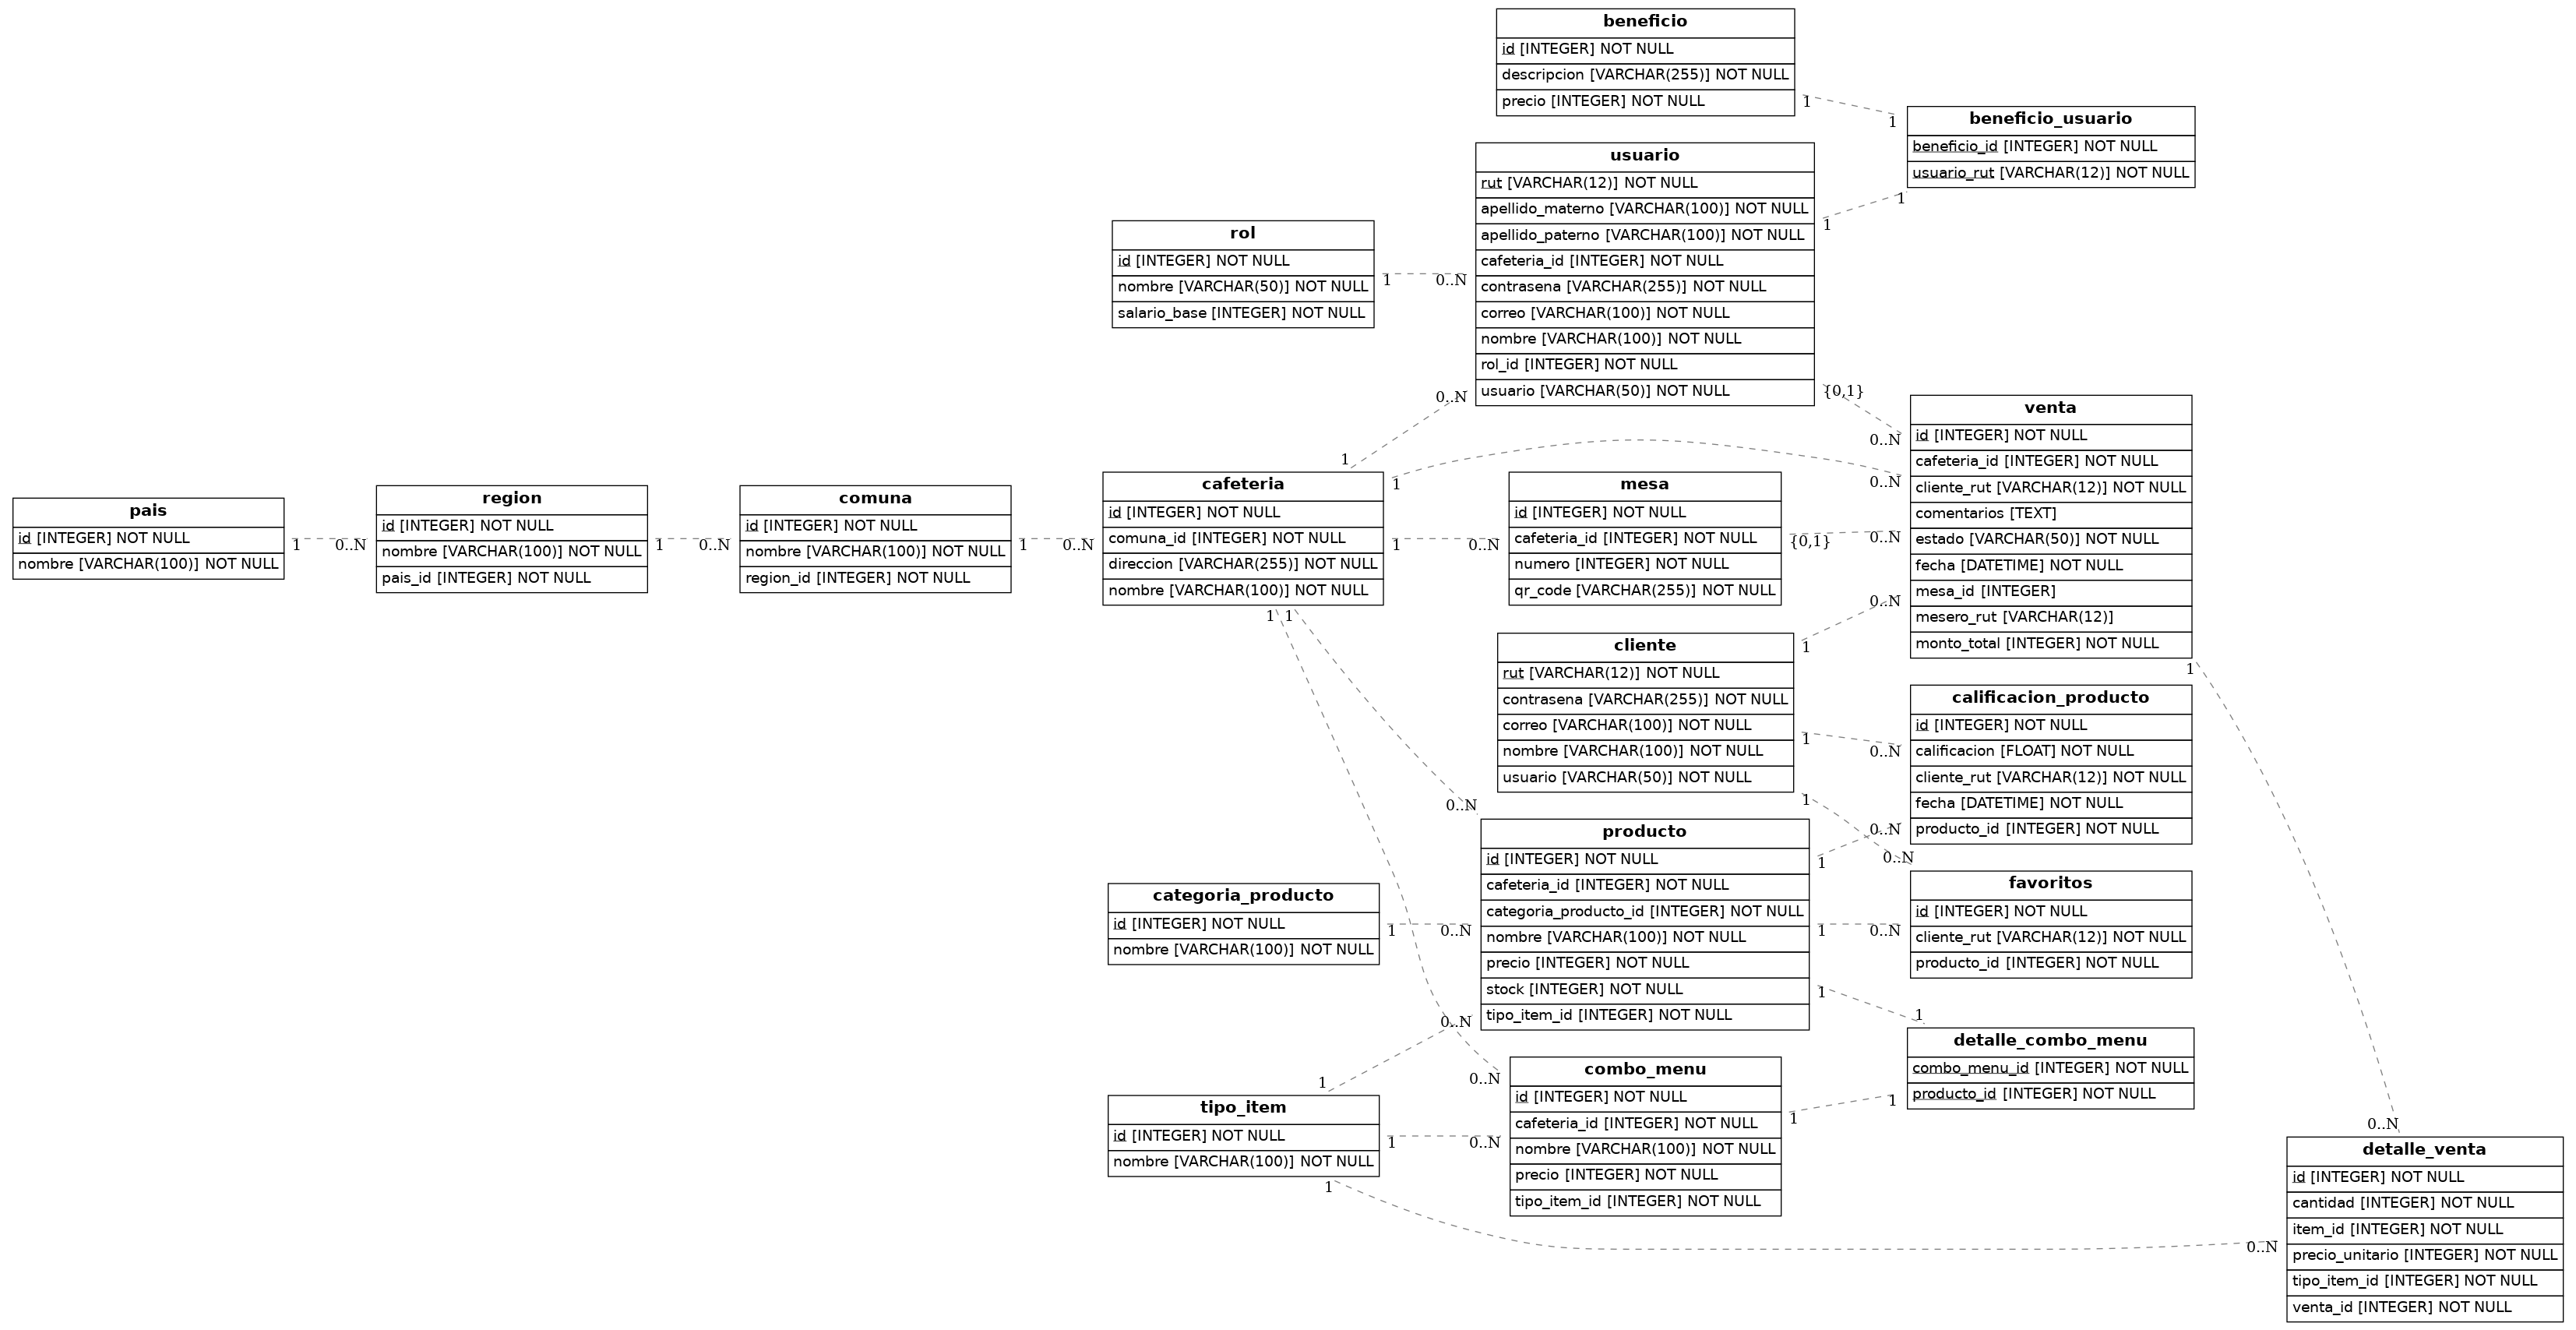 beneficio
id [INTEGER] NOT NULL
descripcion [VARCHAR(255)] NOT NULL
precio [INTEGER] NOT NULL
1
1
beneficio_usuario
beneficio_id [INTEGER] NOT NULL
usuario_rut [VARCHAR(12)] NOT NULL
usuario
rut [VARCHAR(12)] NOT NULL
apellido_materno [VARCHAR(100)] NOT NULL
apellido_paterno [VARCHAR(100)] NOT NULL
cafeteria_id [INTEGER] NOT NULL
contrasena [VARCHAR(255)] NOT NULL
correo [VARCHAR(100)] NOT NULL
nombre [VARCHAR(100)] NOT NULL
rol_id [INTEGER] NOT NULL
usuario [VARCHAR(50)] NOT NULL
1
1
rol
id [INTEGER] NOT NULL
nombre [VARCHAR(50)] NOT NULL
salario_base [INTEGER] NOT NULL
1
0..N
0..N
1
{0,1}
0..N
venta
id [INTEGER] NOT NULL
cafeteria_id [INTEGER] NOT NULL
cliente_rut [VARCHAR(12)] NOT NULL
comentarios [TEXT]
estado [VARCHAR(50)] NOT NULL
fecha [DATETIME] NOT NULL
mesa_id [INTEGER]
mesero_rut [VARCHAR(12)]
monto_total [INTEGER] NOT NULL
pais
id [INTEGER] NOT NULL
nombre [VARCHAR(100)] NOT NULL
1
0..N
region
id [INTEGER] NOT NULL
nombre [VARCHAR(100)] NOT NULL
pais_id [INTEGER] NOT NULL
1
0..N
comuna
id [INTEGER] NOT NULL
nombre [VARCHAR(100)] NOT NULL
region_id [INTEGER] NOT NULL
1
0..N
cafeteria
id [INTEGER] NOT NULL
comuna_id [INTEGER] NOT NULL
direccion [VARCHAR(255)] NOT NULL
nombre [VARCHAR(100)] NOT NULL
1
0..N
1
0..N
mesa
id [INTEGER] NOT NULL
cafeteria_id [INTEGER] NOT NULL
numero [INTEGER] NOT NULL
qr_code [VARCHAR(255)] NOT NULL
{0,1}
0..N
1
1
cliente
rut [VARCHAR(12)] NOT NULL
contrasena [VARCHAR(255)] NOT NULL
correo [VARCHAR(100)] NOT NULL
nombre [VARCHAR(100)] NOT NULL
usuario [VARCHAR(50)] NOT NULL
1
0..N
1
0..N
1
0..N
1
calificacion_producto
id [INTEGER] NOT NULL
calificacion [FLOAT] NOT NULL
cliente_rut [VARCHAR(12)] NOT NULL
fecha [DATETIME] NOT NULL
producto_id [INTEGER] NOT NULL
0..N
producto
id [INTEGER] NOT NULL
cafeteria_id [INTEGER] NOT NULL
categoria_producto_id [INTEGER] NOT NULL
nombre [VARCHAR(100)] NOT NULL
precio [INTEGER] NOT NULL
stock [INTEGER] NOT NULL
tipo_item_id [INTEGER] NOT NULL
1
0..N
favoritos
id [INTEGER] NOT NULL
cliente_rut [VARCHAR(12)] NOT NULL
producto_id [INTEGER] NOT NULL
categoria_producto
id [INTEGER] NOT NULL
nombre [VARCHAR(100)] NOT NULL
1
0..N
1
0..N
1
1
detalle_combo_menu
combo_menu_id [INTEGER] NOT NULL
producto_id [INTEGER] NOT NULL
0..N
1
0..N
combo_menu
id [INTEGER] NOT NULL
cafeteria_id [INTEGER] NOT NULL
nombre [VARCHAR(100)] NOT NULL
precio [INTEGER] NOT NULL
tipo_item_id [INTEGER] NOT NULL
1
1
tipo_item
id [INTEGER] NOT NULL
nombre [VARCHAR(100)] NOT NULL
1
0..N
1
0..N
0..N
detalle_venta
id [INTEGER] NOT NULL
cantidad [INTEGER] NOT NULL
item_id [INTEGER] NOT NULL
precio_unitario [INTEGER] NOT NULL
tipo_item_id [INTEGER] NOT NULL
venta_id [INTEGER] NOT NULL